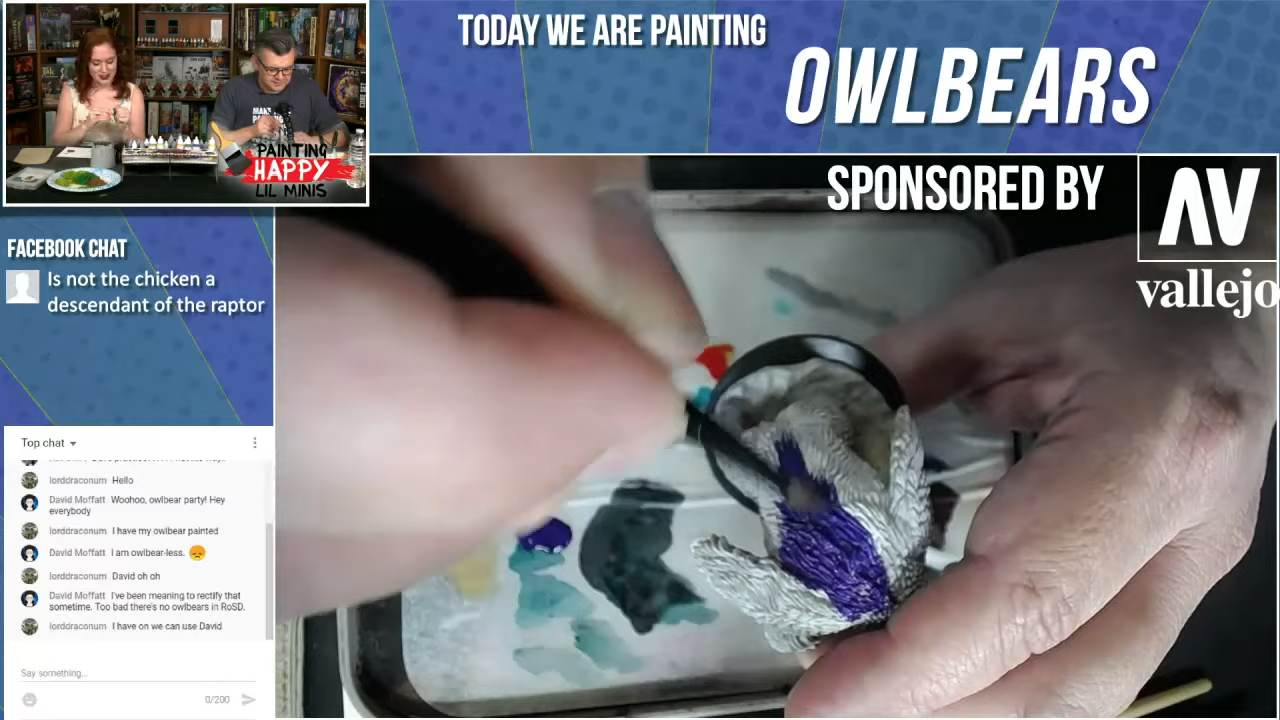 TODAY WE ARE PAINTING
OWLBEARS
SPONSORED BY
AV
vallejo
PAINTING
HAPPY
LIL MINIS
FACEBOOK CHAT
Is not the chicken a
descendant of the raptor
Top chat
lorddraconum Hello
David Moffatt Woohoo, owlbear party! Hey
everybody
lorddraconum I have my owlbear painted
David Moffatt I am owlbear-less. 😞
lorddraconum David oh oh
David Moffatt I've been meaning to rectify that
sometime. Too bad there's no owlbears in RoSD.
lorddraconum I have on we can use David
Say something...
0/200